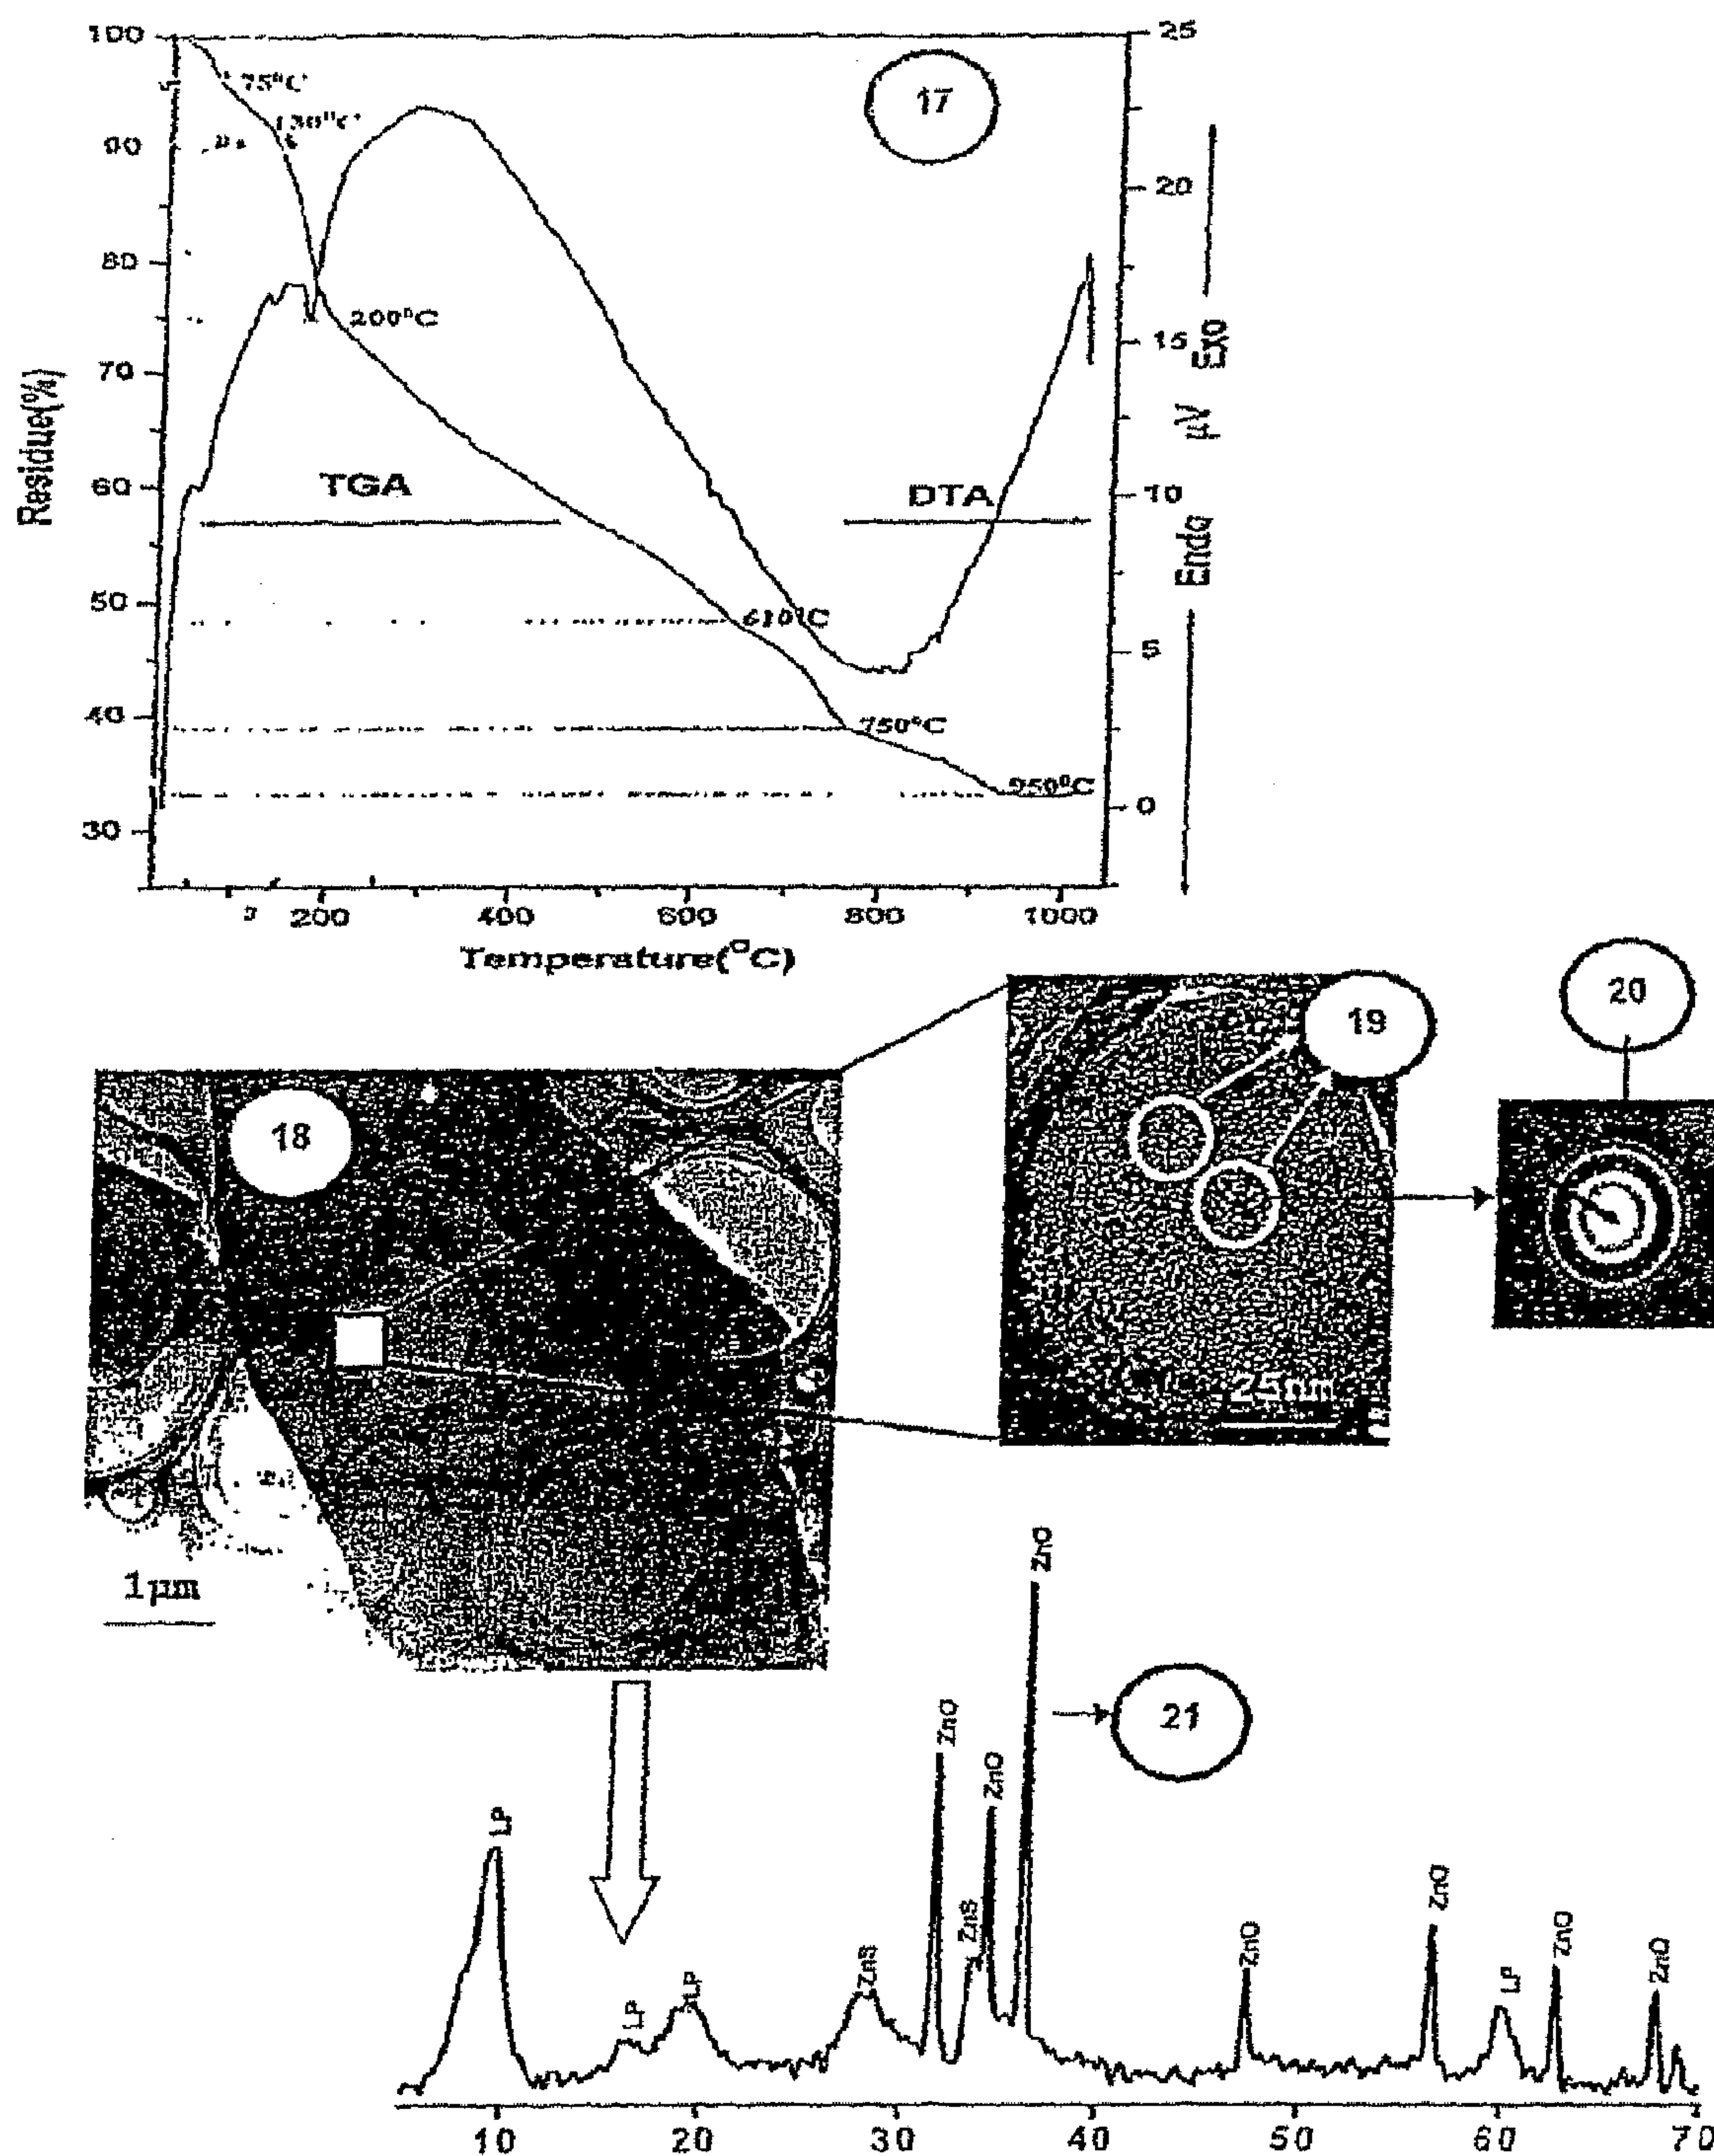 100
90
80
70
60
50
40
30
Residue(%)
75°C
130°C
200°C
610°C
750°C
950°C
TGA
DTA
17
25
20
15
10
5
0
Endo μV Exo
200
400
600
800
1000
Temperature(°C)
18
1μm
19
25nm
20
21
LP
LP
LP
ZnS
ZnO
ZnS
ZnO
ZnO
ZnO
ZnO
LP
ZnO
ZnO
10
20
30
40
50
60
70